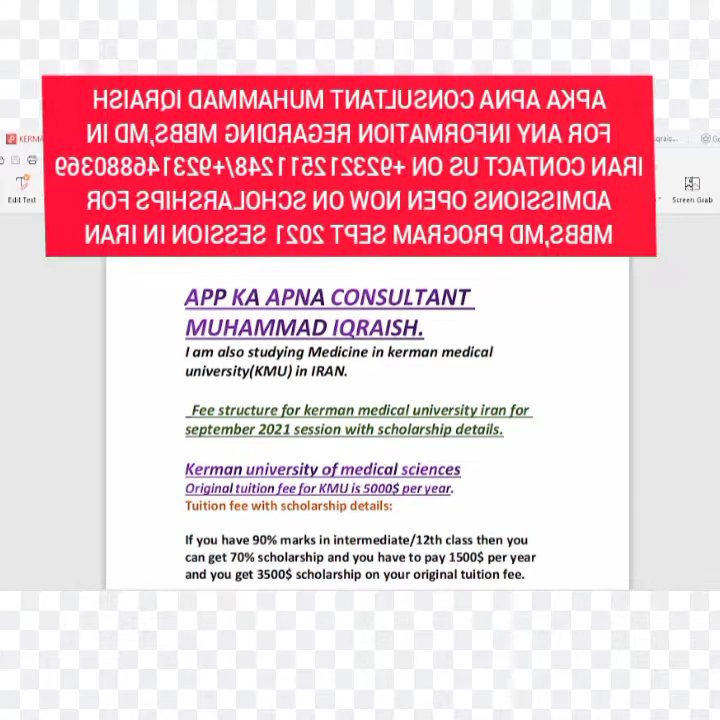 APKA APNA CONSULTANT MUHAMMAD IQRAISH
FOR ANY INFORMATION REGARDING MBBS,MD IN
IRAN CONTACT US ON +923212511248/+923146880369
ADMISSIONS OPEN NOW ON SCHOLARSHIPS FOR
MBBS,MD PROGRAM SEPT 2021 SESSION IN IRAN
KERMA
Edit Text
Screen Grab
APP KA APNA CONSULTANT
MUHAMMAD IQRAISH.
I am also studying Medicine in kerman medical
university(KMU) in IRAN.
_Fee structure for kerman medical university iran for
september 2021 session with scholarship details.
Kerman university of medical sciences
Original tuition fee for KMU is 5000$ per year.
Tuition fee with scholarship details:
If you have 90% marks in intermediate/12th class then you
can get 70% scholarship and you have to pay 1500$ per year
and you get 3500$ scholarship on your original tuition fee.